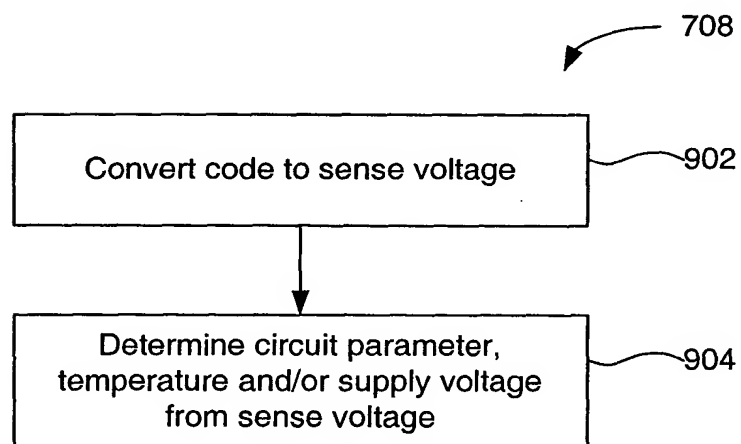 708
Convert code to sense voltage
902
Determine circuit parameter,
temperature and/or supply voltage
from sense voltage
904